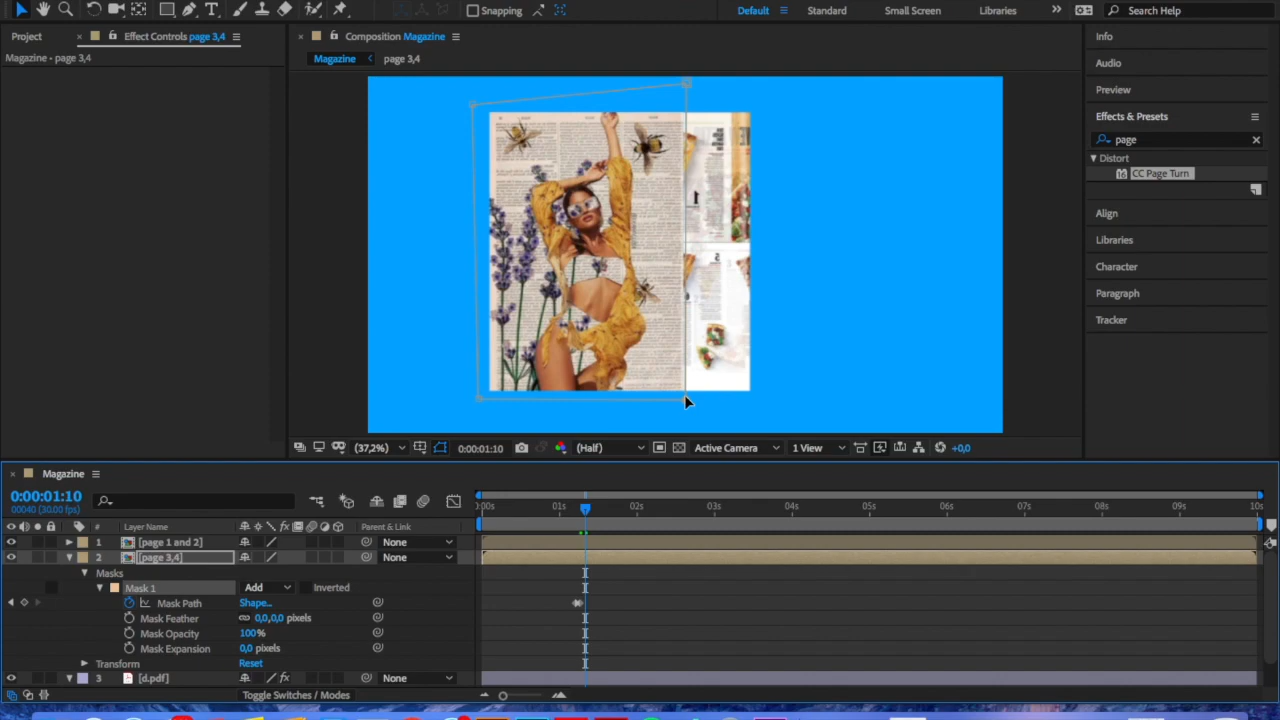 Snapping
Default
Standard
Small Screen
Libraries
Search Help
Project
Effect Controls page 3,4
Magazine • page 3,4
Composition Magazine
Magazine
page 3,4
Info
Audio
Preview
Effects & Presets
page
Distort
CC Page Turn
Align
Libraries
Character
Paragraph
Tracker
(37,2%)
0:00:01:10
(Half)
Active Camera
1 View
+0,0
Magazine
0:00:01:10
00040 (30.00 fps)
:00s
01s
02s
03s
04s
05s
06s
07s
08s
09s
10s
#
Layer Name
Parent & Link
1
[page 1 and 2]
None
2
[page 3,4]
None
Masks
Mask 1
Add
Inverted
Mask Path
Shape...
Mask Feather
0,0,0,0 pixels
Mask Opacity
100%
Mask Expansion
0,0 pixels
Transform
Reset
3
[d.pdf]
None
Toggle Switches / Modes